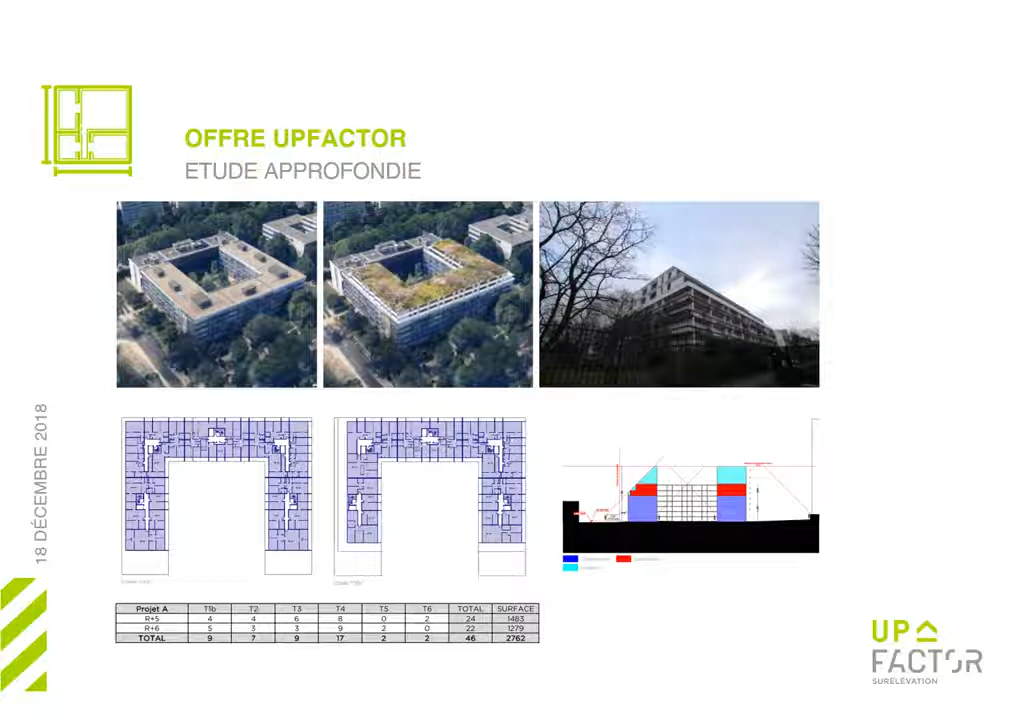 OFFRE UPFACTOR
ETUDE APPROFONDIE
18 DÉCEMBRE 2018
Projet A T1b T2 T3 T4 T5 T6 TOTAL SURFACE
R+5 4 4 6 8 0 2 24 1483
R+6 5 3 3 9 2 0 22 1279
TOTAL 9 7 9 17 2 2 46 2762
UP
FACTOR
SURELÉVATION